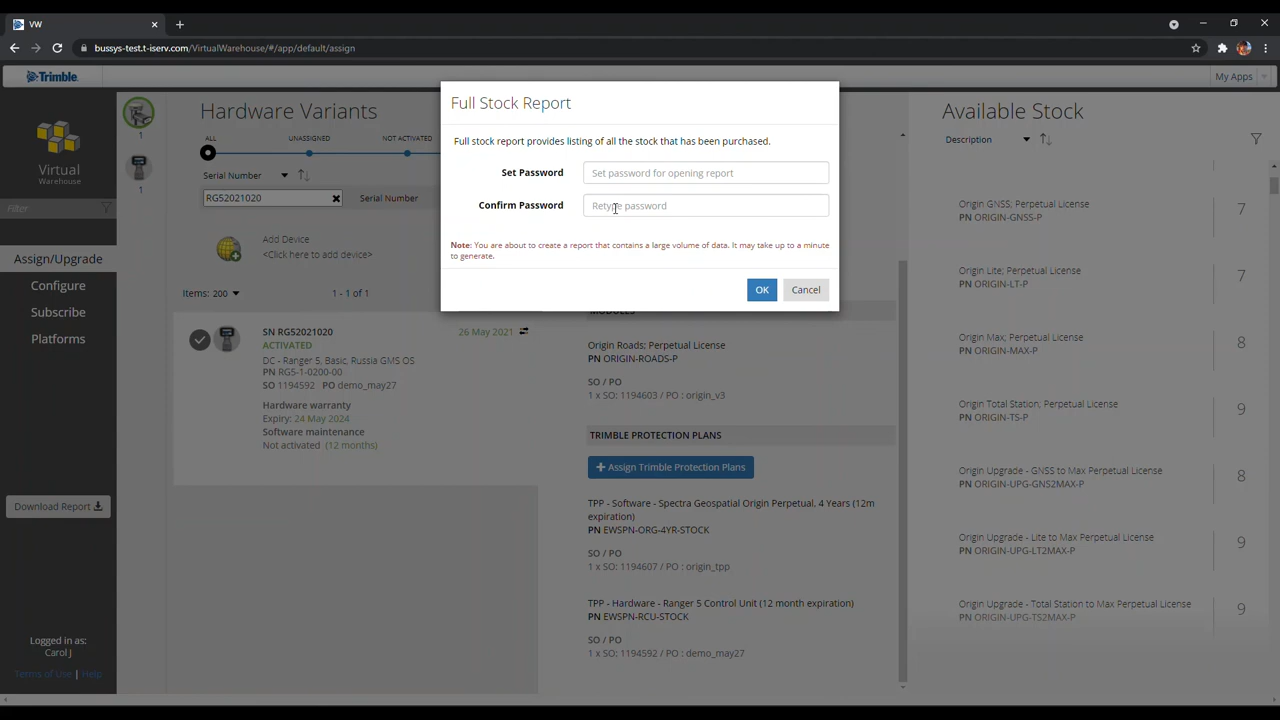 VW
bussys-test.t-iserv.com/VirtualWarehouse/#/app/default/assign
Trimble.
My Apps
Virtual
Warehouse
Filter
Assign/Upgrade
Configure
Subscribe
Platforms
Download Report
Logged in as:
Carol J
Terms of Use | Help
1
1
Hardware Variants
ALL
UNASSIGNED
NOT ACTIVATED
Serial Number
RG52021020
Serial Number
Add Device
<Click here to add device>
Items: 200
1 - 1 of 1
SN RG52021020
ACTIVATED
DC - Ranger 5, Basic, Russia GMS OS
PN RG5-1-0200-00
SO 1194592 PO demo_may27
Hardware warranty
Expiry: 24 May 2024
Software maintenance
Not activated (12 months)
26 May 2021
Full Stock Report
Full stock report provides listing of all the stock that has been purchased.
Set Password
Set password for opening report
Confirm Password
Retype password
Note: You are about to create a report that contains a large volume of data. It may take up to a minute
to generate.
OK
Cancel
MODULES
Origin Roads; Perpetual License
PN ORIGIN-ROADS-P
SO / PO
1 x SO: 1194603 / PO : origin_v3
TRIMBLE PROTECTION PLANS
+ Assign Trimble Protection Plans
TPP - Software - Spectra Geospatial Origin Perpetual. 4 Years (12m
expiration)
PN EWSPN-ORG-4YR-STOCK
SO / PO
1 x SO: 1194607 / PO : origin_tpp
TPP - Hardware - Ranger 5 Control Unit (12 month expiration)
PN EWSPN-RCU-STOCK
SO / PO
1 x SO: 1194592 / PO : demo_may27
Available Stock
Description
Origin GNSS; Perpetual License
PN ORIGIN-GNSS-P
7
Origin Lite; Perpetual License
PN ORIGIN-LT-P
7
Origin Max; Perpetual License
PN ORIGIN-MAX-P
8
Origin Total Station; Perpetual License
PN ORIGIN-TS-P
9
Origin Upgrade - GNSS to Max Perpetual License
PN ORIGIN-UPG-GNS2MAX-P
8
Origin Upgrade - Lite to Max Perpetual License
PN ORIGIN-UPG-LT2MAX-P
9
Origin Upgrade - Total Station to Max Perpetual License
PN ORIGIN-UPG-TS2MAX-P
9